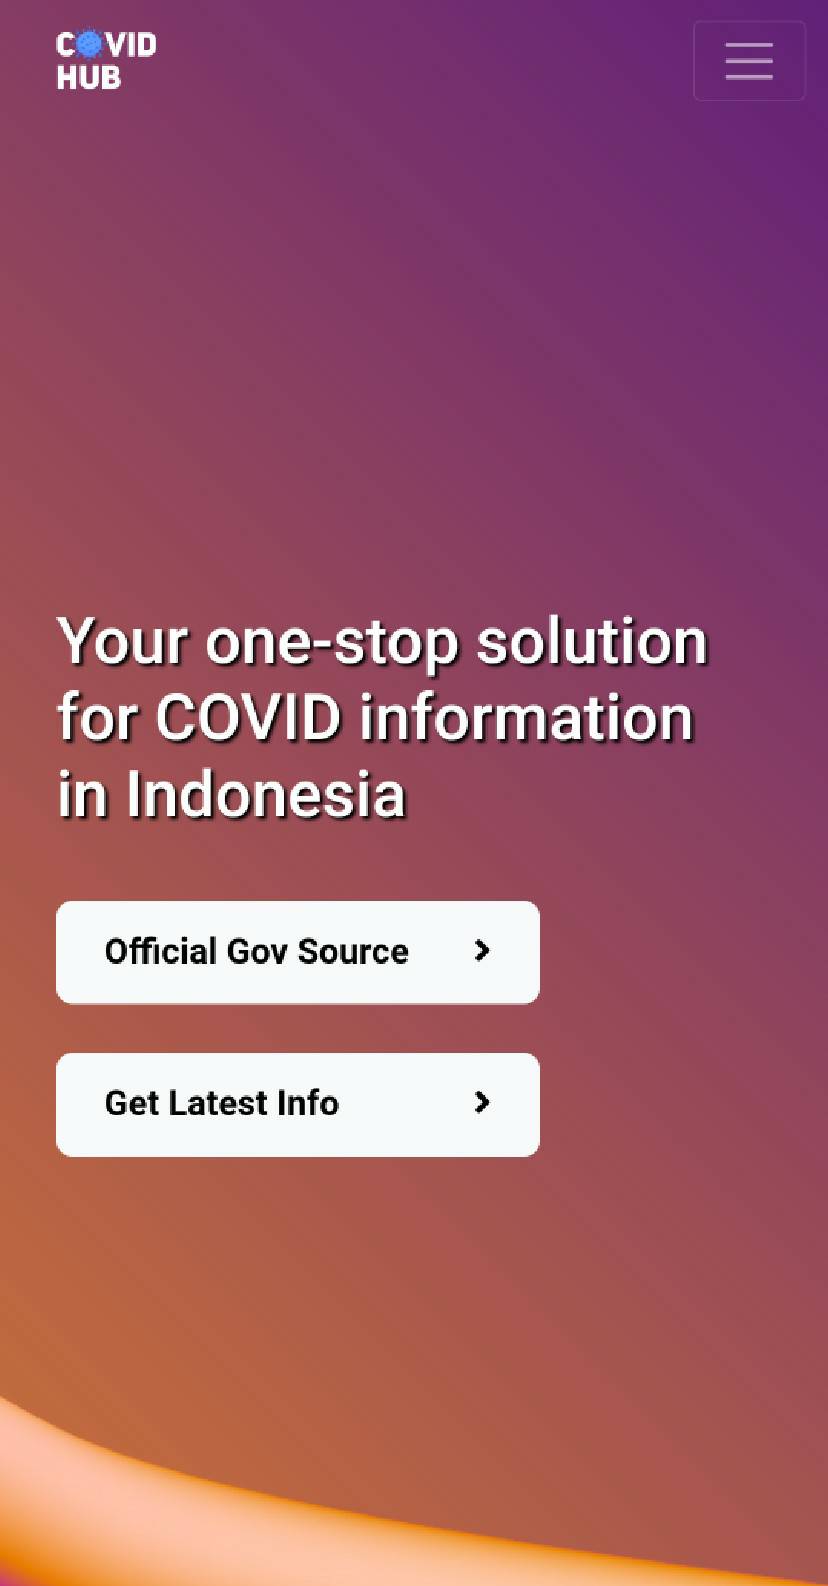 COVID
HUB
Your one-stop solution
for COVID information
in Indonesia
Official Gov Source
Get Latest Info